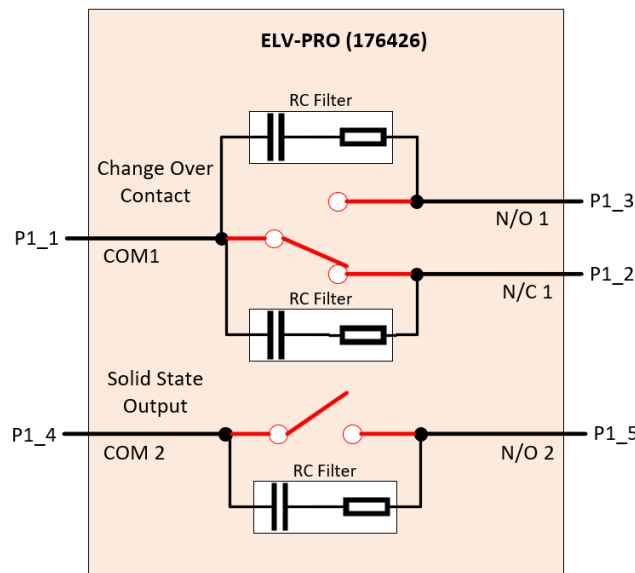 ELV-PRO (176426)
RC Filter
Change Over
Contact
P1_3
N/O 1
P1_1
COM1
P1_2
N/C 1
RC Filter
Solid State
Output
P1_4
COM 2
N/O 2
P1_5
RC Filter